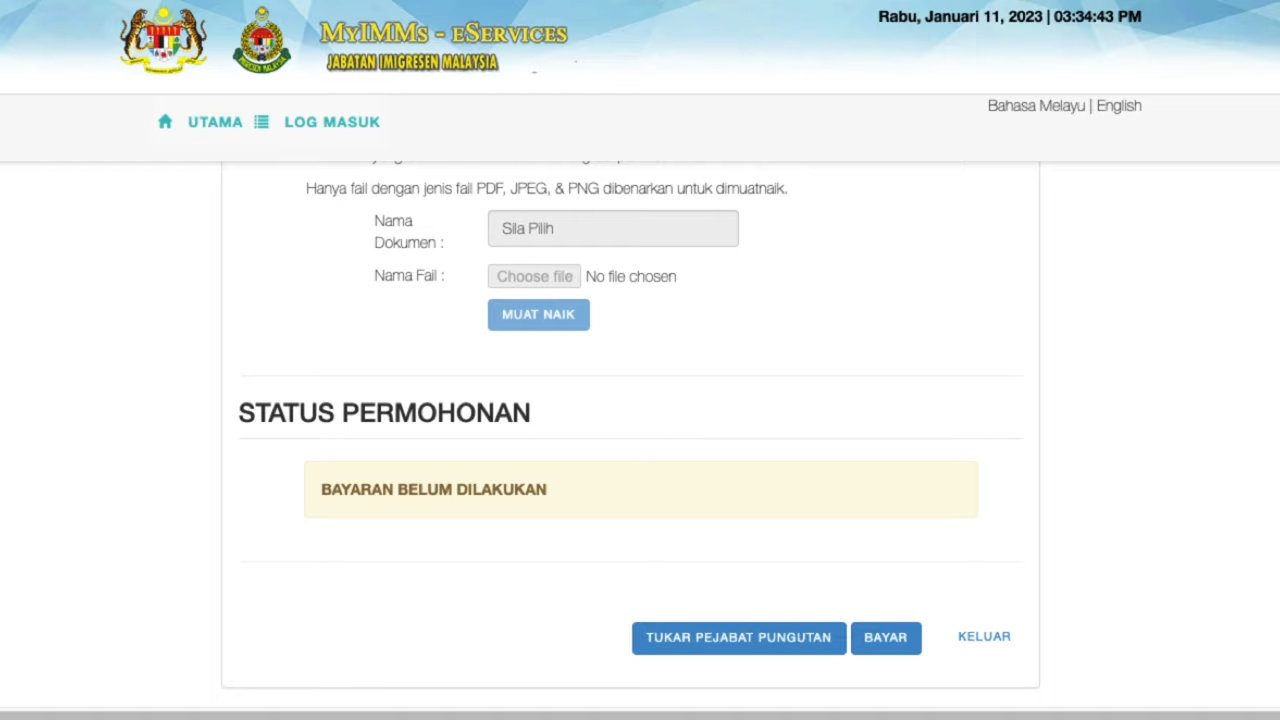 Rabu, Januari 11, 2023 | 03:34:43 PM
MyIMMs - eServices
JABATAN IMIGRESEN MALAYSIA
Bahasa Melayu | English
UTAMA LOG MASUK
Hanya fail dengan jenis fail PDF, JPEG, & PNG dibenarkan untuk dimuatnaik.
Nama
Dokumen :
Sila Pilih
Nama Fail :
Choose file No file chosen
MUAT NAIK
STATUS PERMOHONAN
BAYARAN BELUM DILAKUKAN
TUKAR PEJABAT PUNGUTAN BAYAR KELUAR